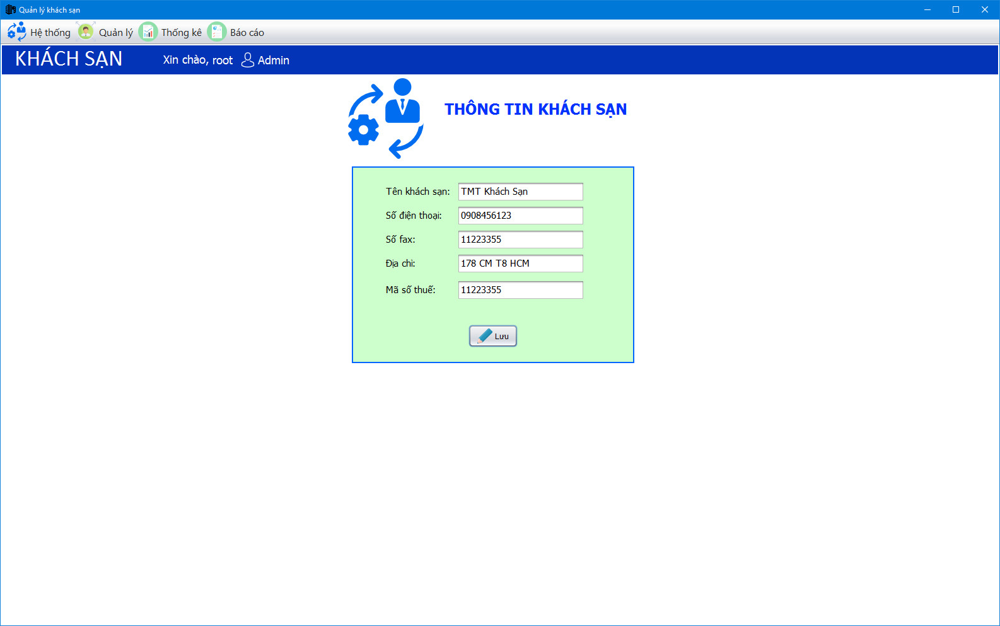 Quản lý khách sạn
Hệ thống Quản lý Thống kê Báo cáo
KHÁCH SẠN Xin chào, root Admin
THÔNG TIN KHÁCH SẠN
Tên khách sạn: TMT Khách Sạn
Số điện thoại: 0908456123
Số fax: 11223355
Địa chỉ: 178 CM T8 HCM
Mã số thuế: 11223355
Lưu